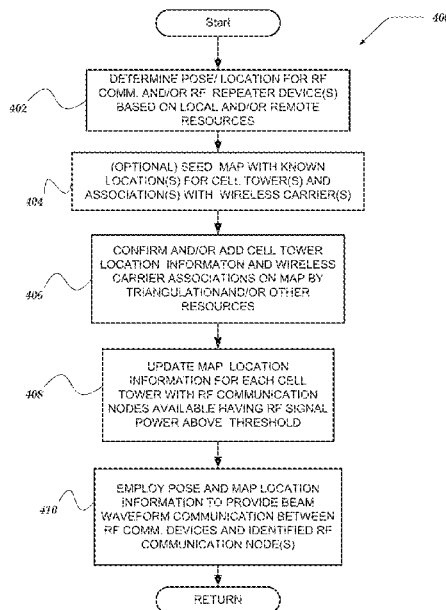 Start
400
402
DETERMINE POSE/ LOCATION FOR RF
COMM. AND/OR RF REPEATER DEVICE(S)
BASED ON LOCAL AND/OR REMOTE
RESOURCES
404
(OPTIONAL) SEED MAP WITH KNOWN
LOCATION(S) FOR CELL TOWER(S) AND
ASSOCIATION(S) WITH WIRELESS CARRIER(S)
406
CONFIRM AND/OR ADD CELL TOWER
LOCATION INFORMATON AND WIRELESS
CARRIER ASSOCIATIONS ON MAP BY
TRIANGULATIONAND/OR OTHER
RESOURCES
408
UPDATE MAP LOCATION
INFORMATION FOR EACH CELL
TOWER WITH RF COMMUNICATION
NODES AVAILABLE HAVING RF SIGNAL
POWER ABOVE THRESHOLD
410
EMPLOY POSE AND MAP LOCATION
INFORMATION TO PROVIDE BEAM
WAVEFORM COMMUNICATION BETWEEN
RF COMM. DEVICES AND IDENTIFIED RF
COMMUNICATION NODE(S)
RETURN